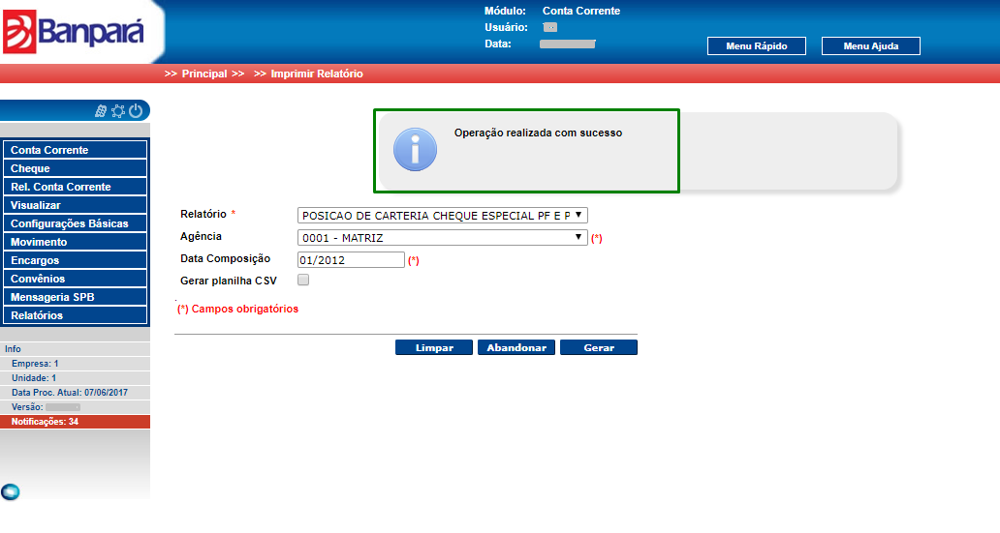 Banpará
Módulo: Conta Corrente
Usuário:
Data:
Menu Rápido Menu Ajuda
>> Principal >> >> Imprimir Relatório
Operação realizada com sucesso
Conta Corrente
Cheque
Rel. Conta Corrente
Visualizar
Configurações Básicas
Movimento
Encargos
Convênios
Mensageria SPB
Relatórios
Relatório * POSICAO DE CARTERIA CHEQUE ESPECIAL PF E P
Agência 0001 - MATRIZ (*)
Data Composição 01/2012 (*)
Gerar planilha CSV
(*) Campos obrigatórios
Limpar Abandonar Gerar
Info
Empresa: 1
Unidade: 1
Data Proc. Atual: 07/06/2017
Versão:
Notificações: 34